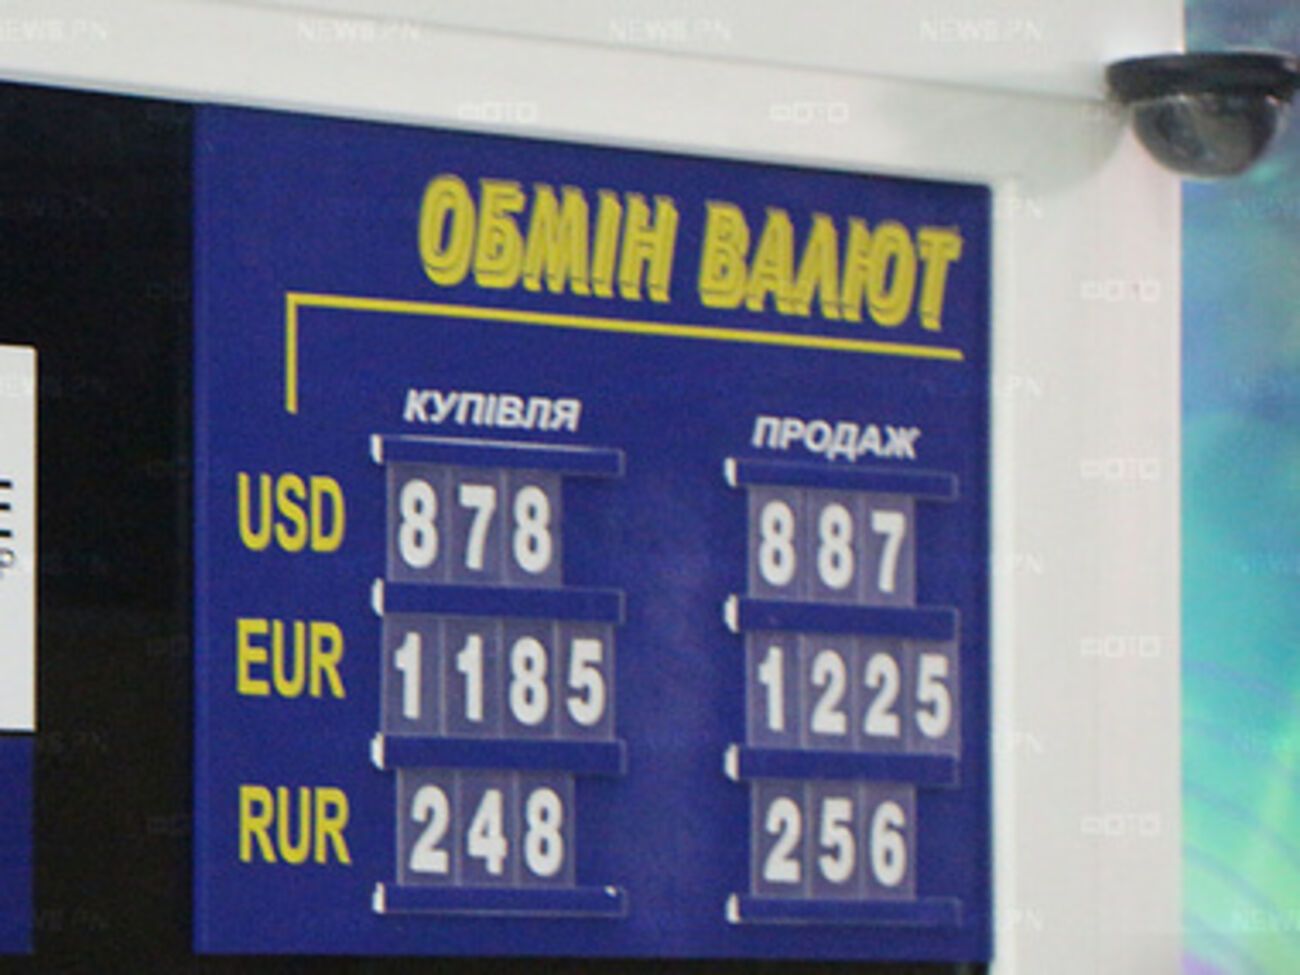 ОБМІН ВАЛЮТ
КУПІВЛЯ ПРОДАЖ
USD 878 887
EUR 1185 1225
RUR 248 256